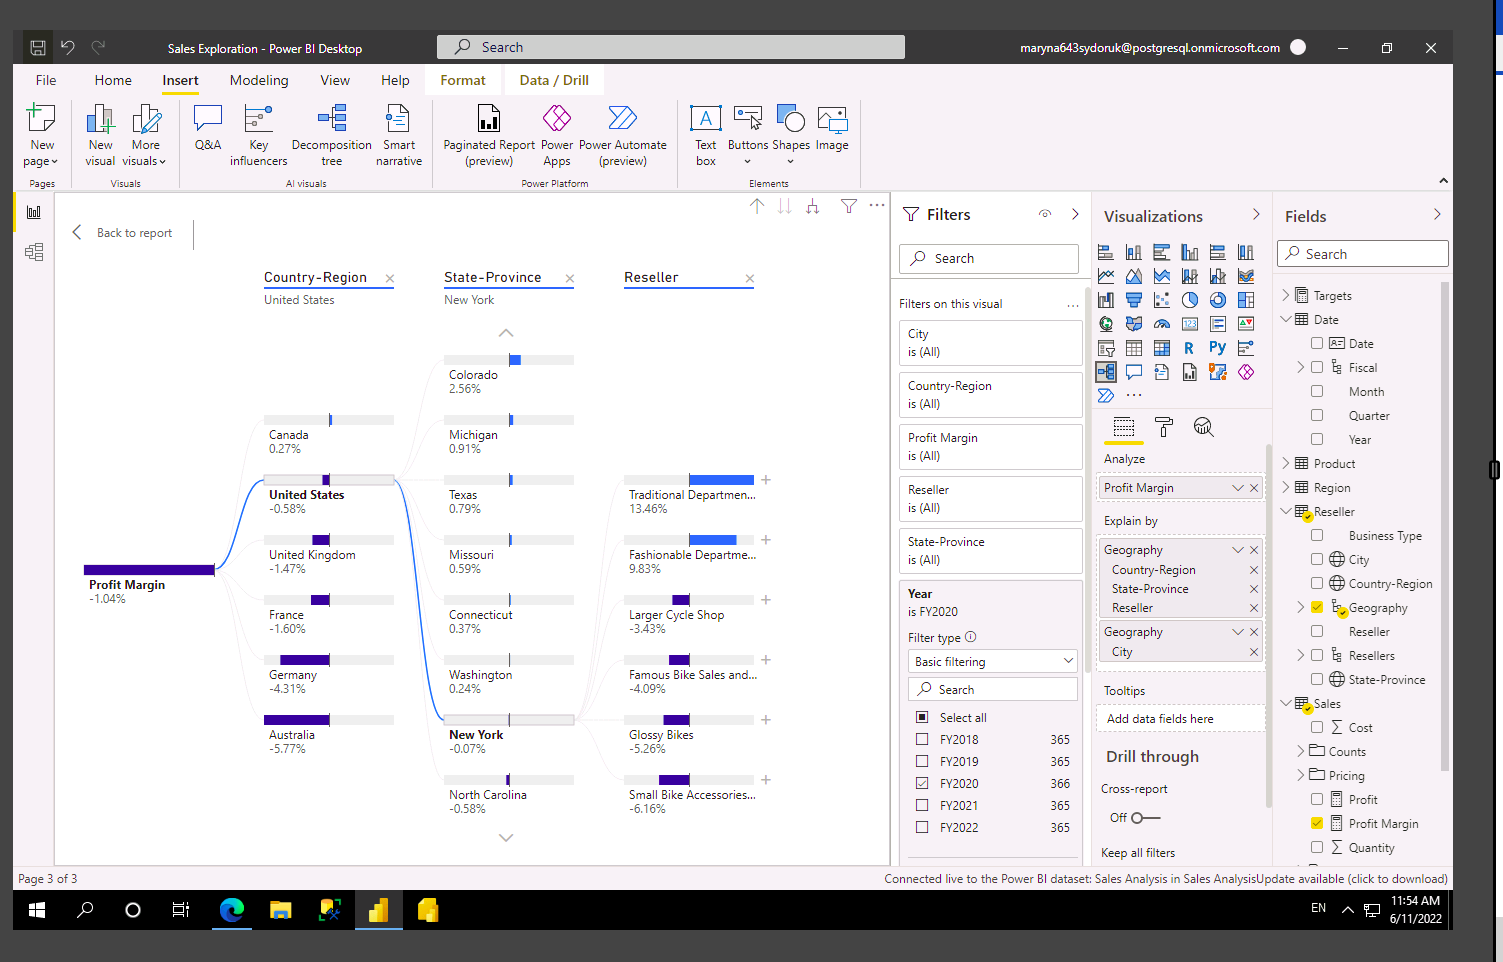 Sales Exploration - Power BI Desktop
Search
maryna643sydoruk@postgresql.onmicrosoft.com
File Home Insert Modeling View Help Format Data / Drill
New page
New visual
More visuals
Q&A
Key influencers
Decomposition tree
Smart narrative
Paginated Report (preview)
Power Apps
Power Automate (preview)
A
Text box
Buttons
Shapes
Image
Pages
Visuals
AI visuals
Power Platform
Elements
Back to report
Country-Region
United States
State-Province
New York
Reseller
Profit Margin
-1.04%
Canada
0.27%
United States
-0.58%
United Kingdom
-1.47%
France
-1.60%
Germany
-4.31%
Australia
-5.77%
Colorado
2.56%
Michigan
0.91%
Texas
0.79%
Missouri
0.59%
Connecticut
0.37%
Washington
0.24%
New York
-0.07%
North Carolina
-0.58%
Traditional Departmen...
13.46%
Fashionable Departme...
9.83%
Larger Cycle Shop
-3.43%
Famous Bike Sales and...
-4.09%
Glossy Bikes
-5.26%
Small Bike Accessories...
-6.16%
Filters
Search
Filters on this visual
City
is (All)
Country-Region
is (All)
Profit Margin
is (All)
Reseller
is (All)
State-Province
is (All)
Year
is FY2020
Filter type
Basic filtering
Search
Select all
FY2018 365
FY2019 365
FY2020 366
FY2021 365
FY2022 365
Visualizations
123
R
Py
Analyze
Profit Margin
Explain by
Geography
Country-Region
State-Province
Reseller
Geography
City
Tooltips
Add data fields here
Drill through
Cross-report
Off
Keep all filters
Fields
Search
Targets
Date
Date
Fiscal
Month
Quarter
Year
Product
Region
Reseller
Business Type
City
Country-Region
Geography
Reseller
Resellers
State-Province
Sales
Cost
Counts
Pricing
Profit
Profit Margin
Quantity
Page 3 of 3
Connected live to the Power BI dataset: Sales Analysis in Sales Analysis
Update available (click to download)
EN
11:54 AM
6/11/2022